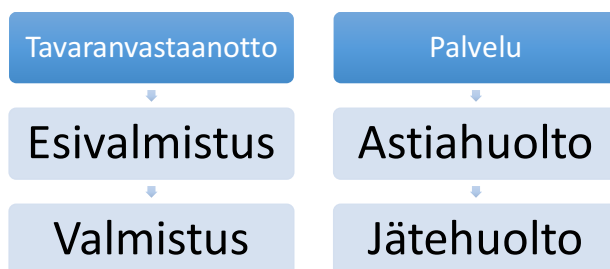 Tavaranvastaanotto
Esivalmistus
Valmistus
Palvelu
Astiahuolto
Jätehuolto